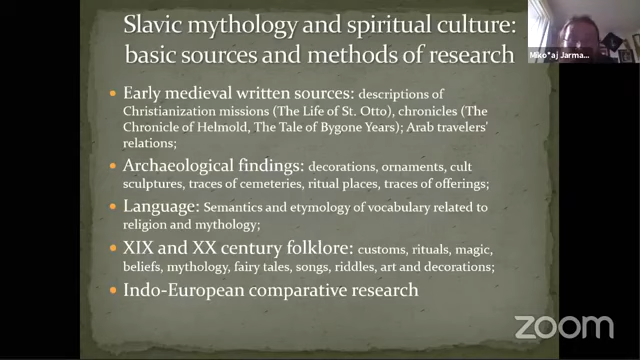 Slavic mythology and spiritual culture:
basic sources and methods of research
Miko*aj Jarma...
• Early medieval written sources: descriptions of
Christianization missions (The Life of St. Otto), chronicles (The
Chronicle of Helmold, The Tale of Bygone Years); Arab travelers'
relations;
• Archaeological findings: decorations, ornaments, cult
sculptures, traces of cemeteries, ritual places, traces of offerings;
• Language: Semantics and etymology of vocabulary related to
religion and mythology;
• XIX and XX century folklore: customs, rituals, magic,
beliefs, mythology, fairy tales, songs, riddles, art and decorations;
• Indo-European comparative research
zoom